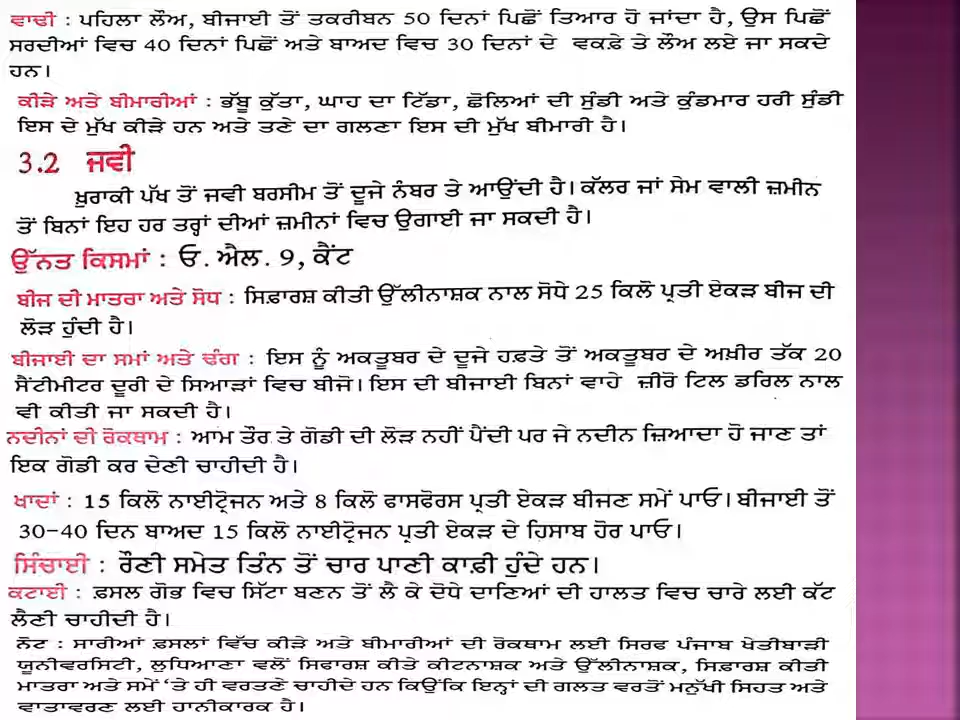 ਵਾਢੀ : ਪਹਿਲਾ ਲੌਅ, ਬੀਜਾਈ ਤੋਂ ਤਕਰੀਬਨ 50 ਦਿਨਾਂ ਪਿਛੋਂ ਤਿਆਰ ਹੋ ਜਾਂਦਾ ਹੈ, ਉਸ ਪਿਛੋਂ
ਸਰਦੀਆਂ ਵਿਚ 40 ਦਿਨਾਂ ਪਿਛੋਂ ਅਤੇ ਬਾਅਦ ਵਿਚ 30 ਦਿਨਾਂ ਦੇ ਵਕਫ਼ੇ ਤੇ ਲੌਅ ਲਏ ਜਾ ਸਕਦੇ
ਹਨ।
ਕੀੜੇ ਅਤੇ ਬੀਮਾਰੀਆਂ : ਭੱਬੂ ਕੁੱਤਾ, ਘਾਹ ਦਾ ਟਿੱਡਾ, ਛੋਲਿਆਂ ਦੀ ਸੁੰਡੀ ਅਤੇ ਕੁੰਡਮਾਰ ਹਰੀ ਸੁੰਡੀ
ਇਸ ਦੇ ਮੁੱਖ ਕੀੜੇ ਹਨ ਅਤੇ ਤਣੇ ਦਾ ਗਲਣਾ ਇਸ ਦੀ ਮੁੱਖ ਬੀਮਾਰੀ ਹੈ।
3.2 ਜਵੀ
ਖ਼ੁਰਾਕੀ ਪੱਖ ਤੋਂ ਜਵੀ ਬਰਸੀਮ ਤੋਂ ਦੂਜੇ ਨੰਬਰ ਤੇ ਆਉਂਦੀ ਹੈ। ਕੱਲਰ ਜਾਂ ਸੇਮ ਵਾਲੀ ਜ਼ਮੀਨ
ਤੋਂ ਬਿਨਾਂ ਇਹ ਹਰ ਤਰ੍ਹਾਂ ਦੀਆਂ ਜ਼ਮੀਨਾਂ ਵਿਚ ਉਗਾਈ ਜਾ ਸਕਦੀ ਹੈ।
ਉੱਨਤ ਕਿਸਮਾਂ : ਓ. ਐਲ. 9, ਕੈਂਟ
ਬੀਜ ਦੀ ਮਾਤਰਾ ਅਤੇ ਸੋਧ : ਸਿਫ਼ਾਰਸ਼ ਕੀਤੀ ਉੱਲੀਨਾਸ਼ਕ ਨਾਲ ਸੋਧੇ 25 ਕਿਲੋ ਪ੍ਰਤੀ ਏਕੜ ਬੀਜ ਦੀ
ਲੋੜ ਹੁੰਦੀ ਹੈ।
ਬੀਜਾਈ ਦਾ ਸਮਾਂ ਅਤੇ ਢੰਗ : ਇਸ ਨੂੰ ਅਕਤੂਬਰ ਦੇ ਦੂਜੇ ਹਫ਼ਤੇ ਤੋਂ ਅਕਤੂਬਰ ਦੇ ਅਖ਼ੀਰ ਤੱਕ 20
ਸੈਂਟੀਮੀਟਰ ਦੂਰੀ ਦੇ ਸਿਆੜਾਂ ਵਿਚ ਬੀਜੋ। ਇਸ ਦੀ ਬੀਜਾਈ ਬਿਨਾਂ ਵਾਹੇ ਜ਼ੀਰੋ ਟਿਲ ਡਰਿਲ ਨਾਲ
ਵੀ ਕੀਤੀ ਜਾ ਸਕਦੀ ਹੈ।
ਨਦੀਨਾਂ ਦੀ ਰੋਕਥਾਮ : ਆਮ ਤੌਰ ਤੇ ਗੋਡੀ ਦੀ ਲੋੜ ਨਹੀਂ ਪੈਂਦੀ ਪਰ ਜੇ ਨਦੀਨ ਜ਼ਿਆਦਾ ਹੋ ਜਾਣ ਤਾਂ
ਇਕ ਗੋਡੀ ਕਰ ਦੇਣੀ ਚਾਹੀਦੀ ਹੈ।
ਖਾਦਾਂ : 15 ਕਿਲੋ ਨਾਈਟ੍ਰੋਜਨ ਅਤੇ 8 ਕਿਲੋ ਫਾਸਫੋਰਸ ਪ੍ਰਤੀ ਏਕੜ ਬੀਜਣ ਸਮੇਂ ਪਾਓ। ਬੀਜਾਈ ਤੋਂ
30-40 ਦਿਨ ਬਾਅਦ 15 ਕਿਲੋ ਨਾਈਟ੍ਰੋਜਨ ਪ੍ਰਤੀ ਏਕੜ ਦੇ ਹਿਸਾਬ ਹੋਰ ਪਾਓ।
ਸਿੰਚਾਈ : ਰੌਣੀ ਸਮੇਤ ਤਿੰਨ ਤੋਂ ਚਾਰ ਪਾਣੀ ਕਾਫ਼ੀ ਹੁੰਦੇ ਹਨ।
ਕਟਾਈ : ਫ਼ਸਲ ਗੋਭ ਵਿਚ ਸਿੱਟਾ ਬਣਨ ਤੋਂ ਲੈ ਕੇ ਦੋਧੇ ਦਾਣਿਆਂ ਦੀ ਹਾਲਤ ਵਿਚ ਚਾਰੇ ਲਈ ਕੱਟ
ਲੈਣੀ ਚਾਹੀਦੀ ਹੈ।
ਨੋਟ : ਸਾਰੀਆਂ ਫ਼ਸਲਾਂ ਵਿੱਚ ਕੀੜੇ ਅਤੇ ਬੀਮਾਰੀਆਂ ਦੀ ਰੋਕਥਾਮ ਲਈ ਸਿਰਫ ਪੰਜਾਬ ਖੇਤੀਬਾੜੀ
ਯੂਨੀਵਰਸਿਟੀ, ਲੁਧਿਆਣਾ ਵਲੋਂ ਸਿਫਾਰਸ਼ ਕੀਤੇ ਕੀਟਨਾਸ਼ਕ ਅਤੇ ਉੱਲੀਨਾਸ਼ਕ, ਸਿਫ਼ਾਰਸ਼ ਕੀਤੀ
ਮਾਤਰਾ ਅਤੇ ਸਮੇਂ 'ਤੇ ਹੀ ਵਰਤਣੇ ਚਾਹੀਦੇ ਹਨ ਕਿਉਂਕਿ ਇਨ੍ਹਾਂ ਦੀ ਗਲਤ ਵਰਤੋਂ ਮਨੁੱਖੀ ਸਿਹਤ ਅਤੇ
ਵਾਤਾਵਰਣ ਲਈ ਹਾਨੀਕਾਰਕ ਹੈ।